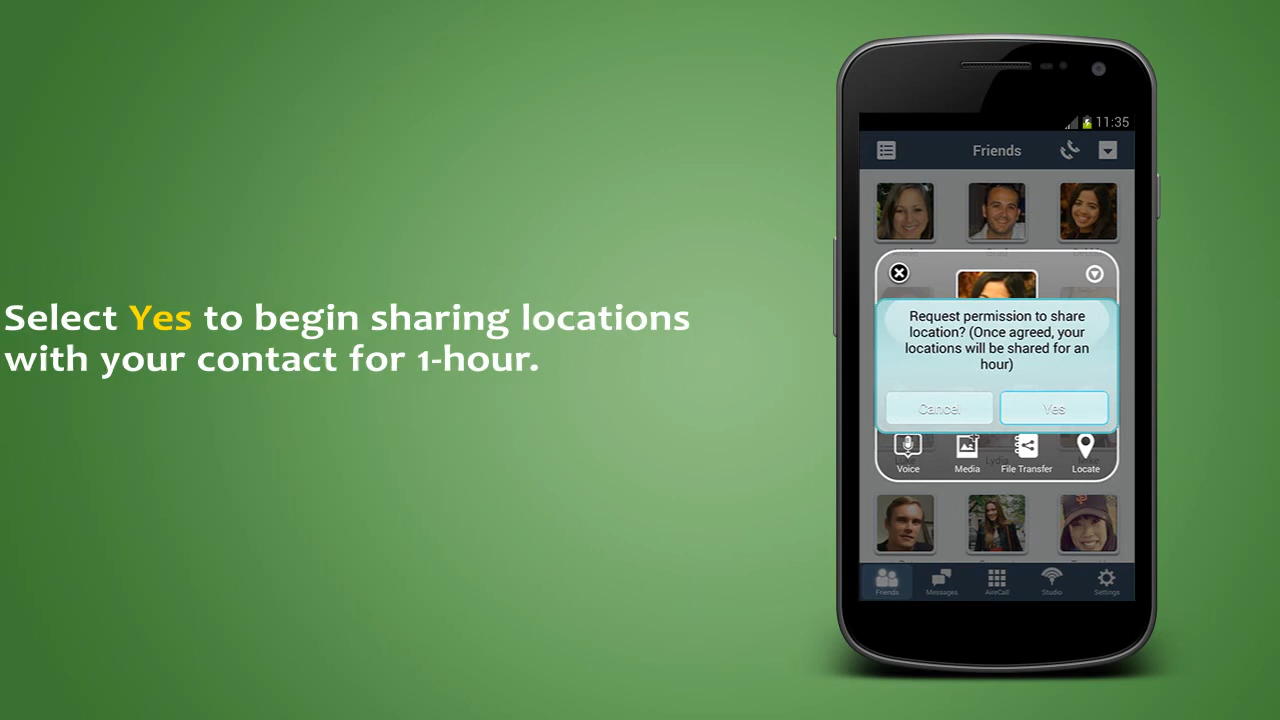 Select Yes to begin sharing locations
with your contact for 1-hour.
11:35
Friends
Request permission to share
location? (Once agreed, your
locations will be shared for an
hour)
Cancel
Yes
Voice
Media
File Transfer
Locate
Friends
Messages
AireCall
Studio
Settings